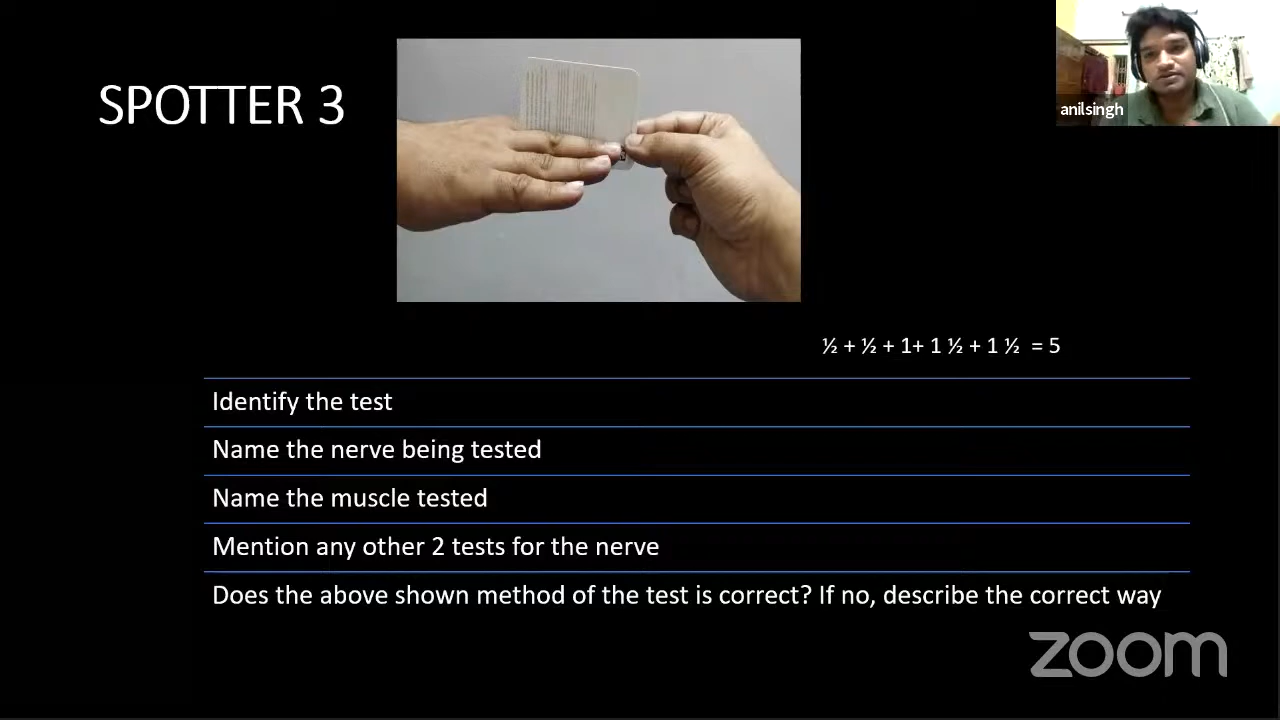 SPOTTER 3
anilsingh
½ + ½ + 1+ 1 ½ + 1 ½ = 5
Identify the test
Name the nerve being tested
Name the muscle tested
Mention any other 2 tests for the nerve
Does the above shown method of the test is correct? If no, describe the correct way
zoom